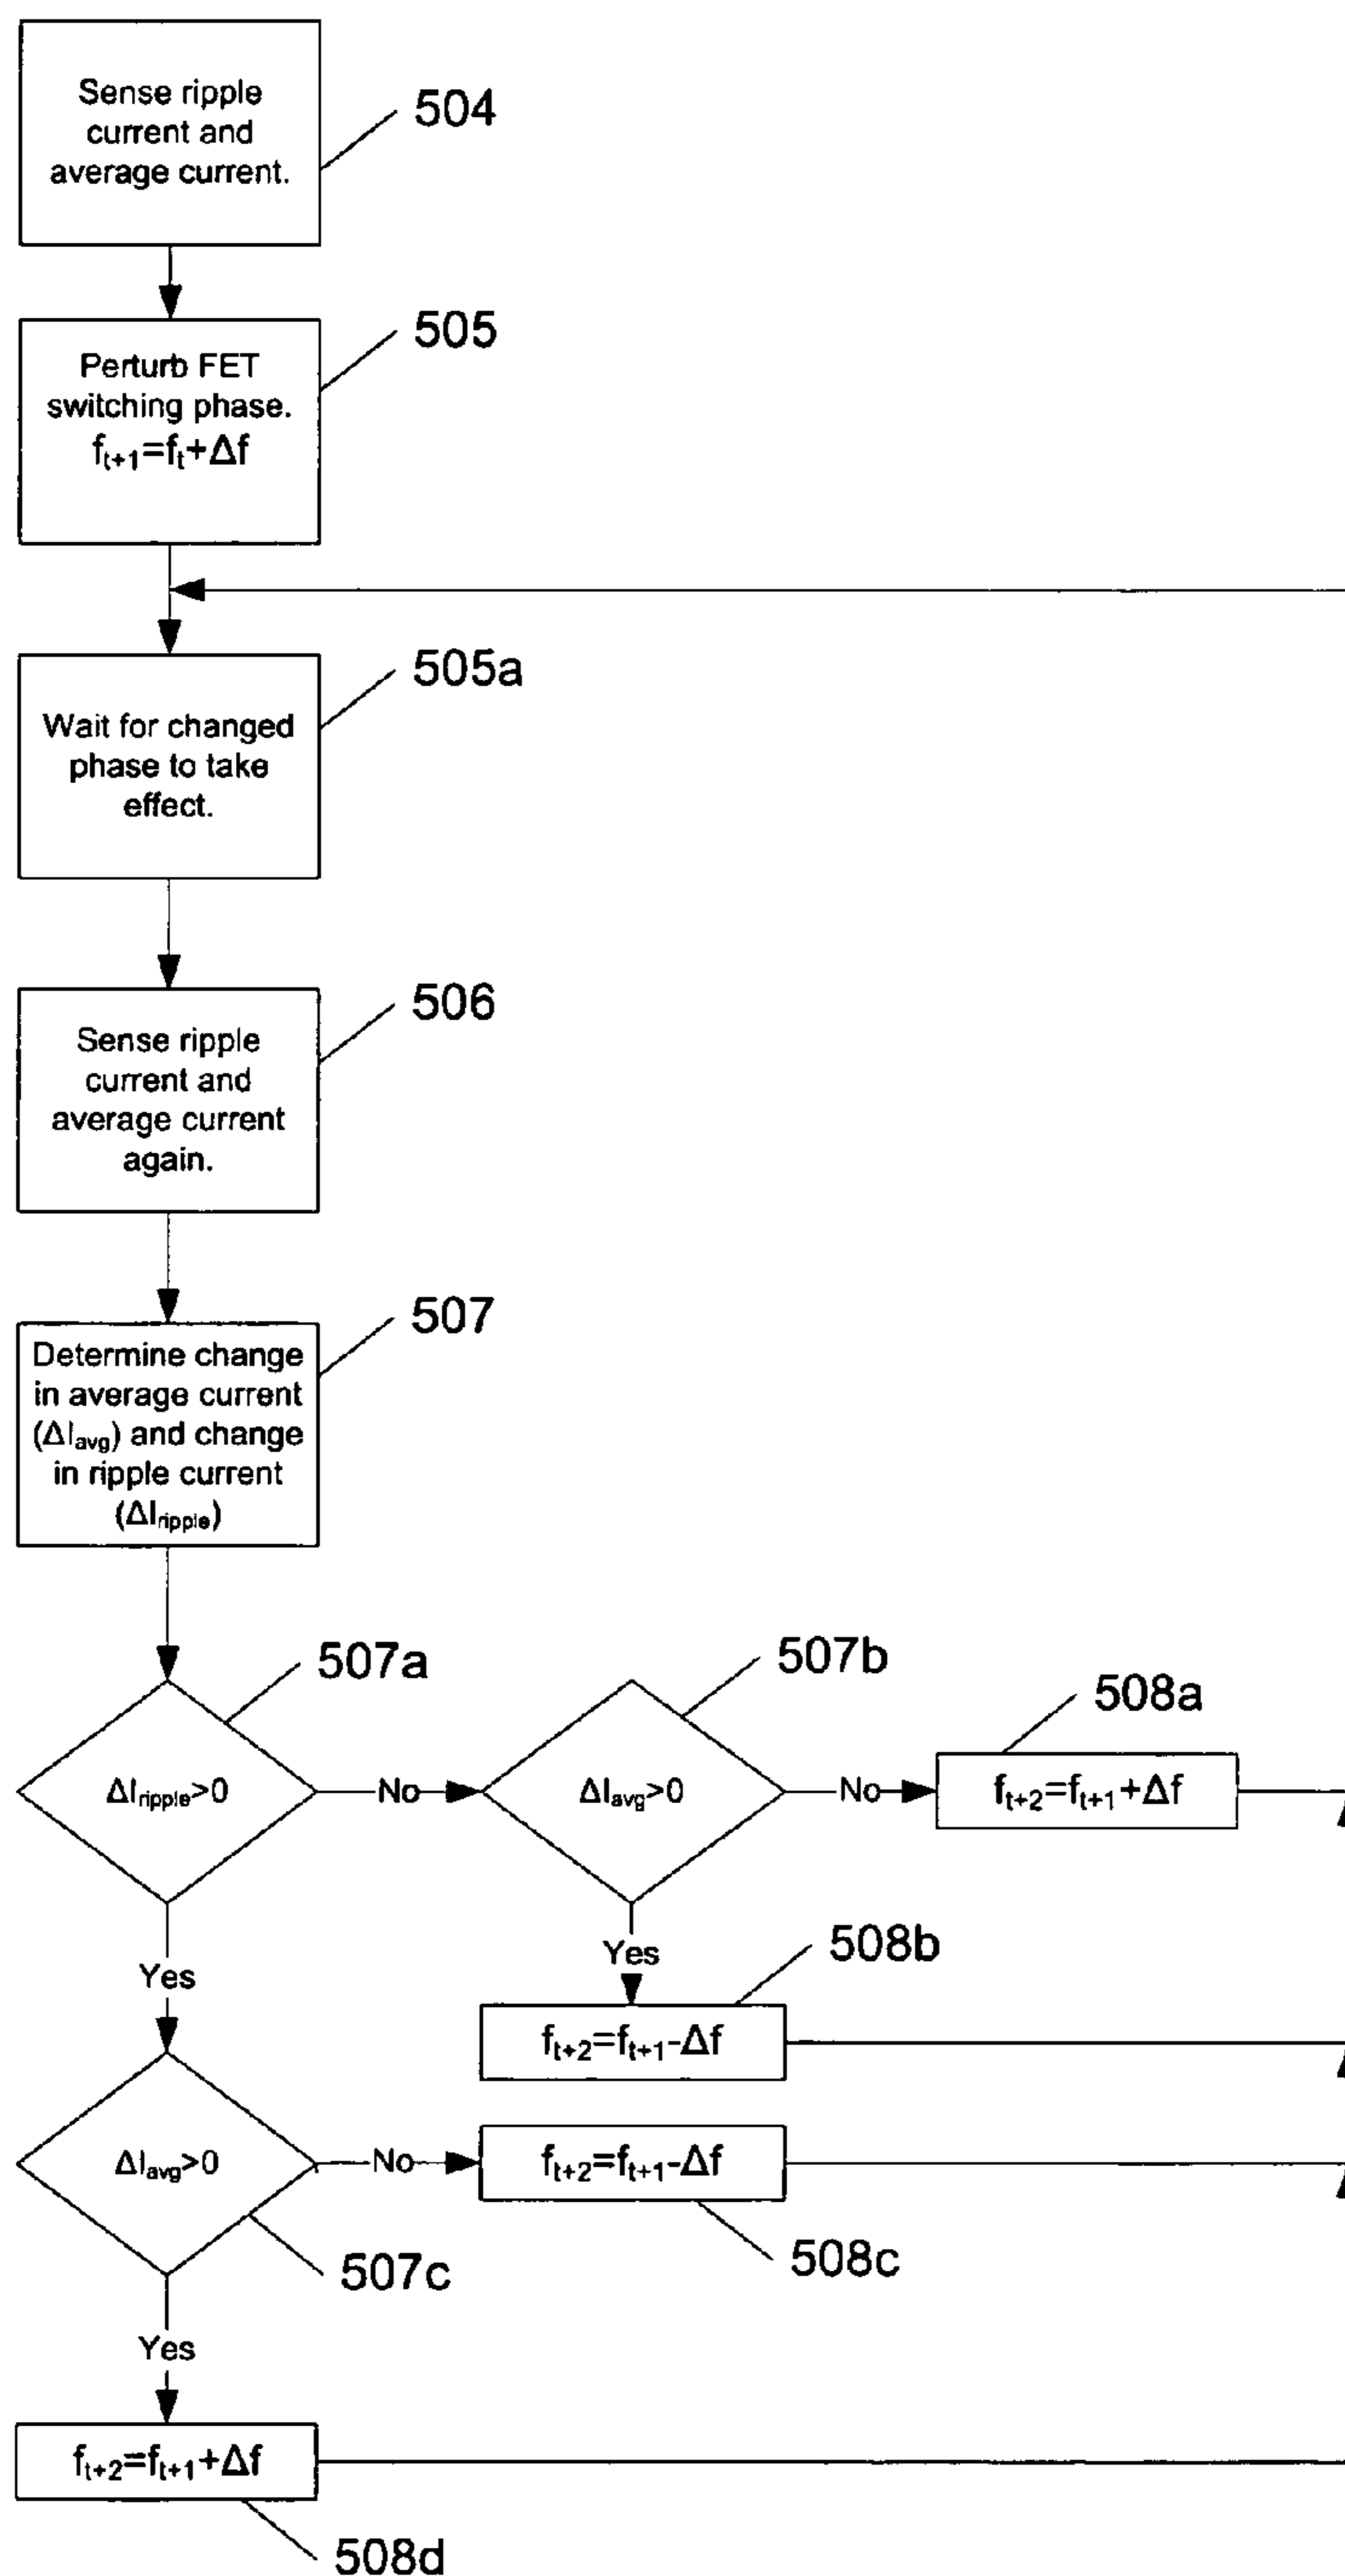 Sense ripple
current and
average current.
504
Perturb FET
switching phase.
fₜ₊₁=fₜ+Δf
505
Wait for changed
phase to take
effect.
505a
Sense ripple
current and
average current
again.
506
Determine change
in average current
(ΔIavg) and change
in ripple current
(ΔIripple)
507
507a
ΔIripple>0
No
507b
ΔIavg>0
No
508a
fₜ₊₂=fₜ₊₁+Δf
Yes
Yes
508b
fₜ₊₂=fₜ₊₁-Δf
ΔIavg>0
No
fₜ₊₂=fₜ₊₁-Δf
507c
508c
Yes
fₜ₊₂=fₜ₊₁+Δf
508d